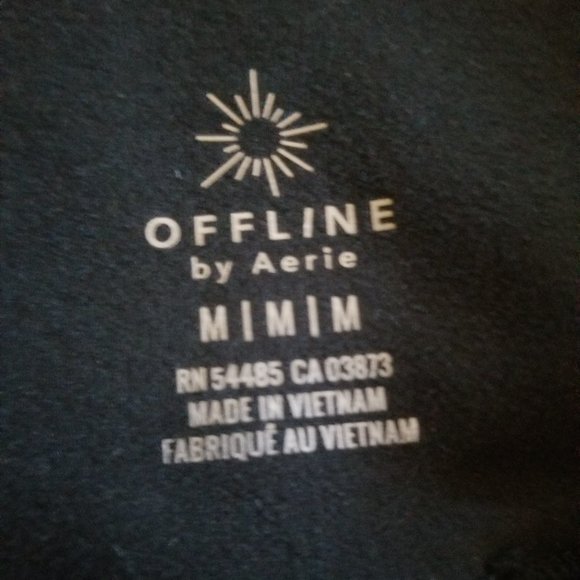 OFFLINE
by Aerie
M|M|M
RN 54485 CA 03873
MADE IN VIETNAM
FABRIQUÉ AU VIETNAM